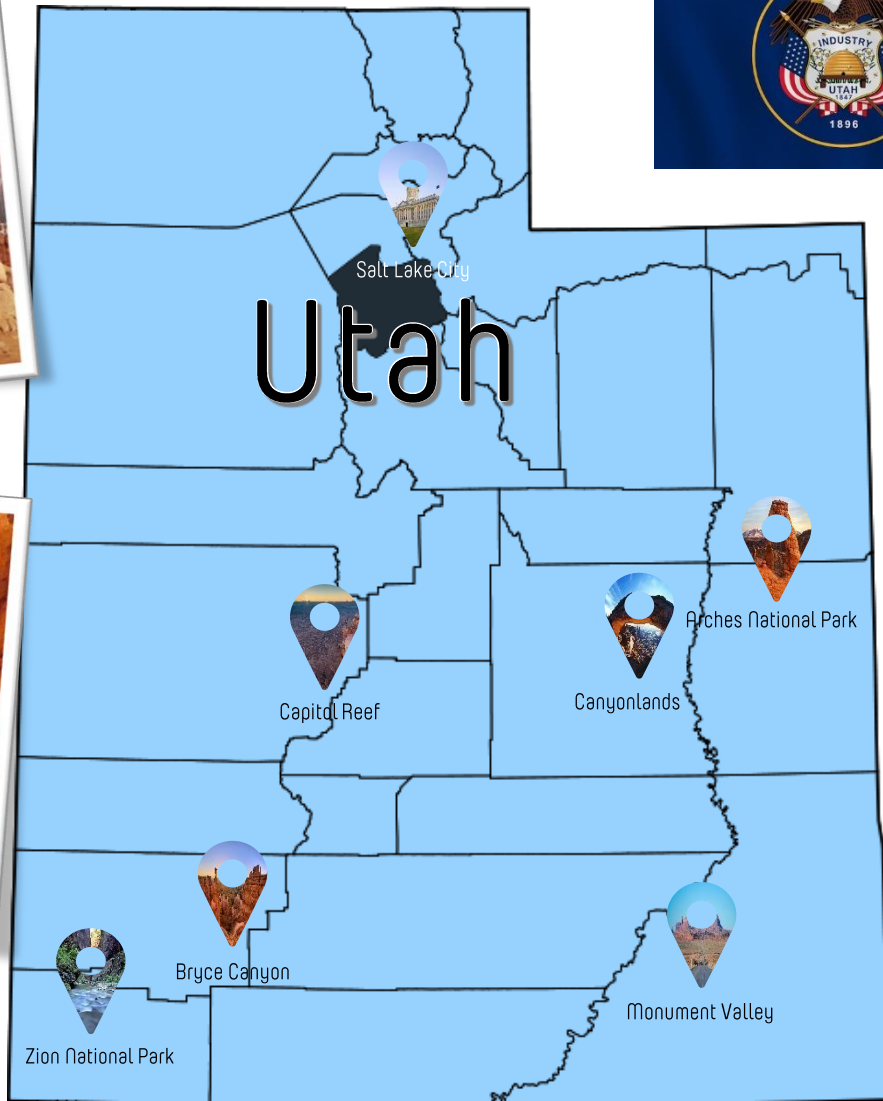 INDUSTRY
UTAH
1847
1896
Salt Lake City
Utah
Arches National Park
Canyonlands
Capitol Reef
Bryce Canyon
Monument Valley
Zion National Park